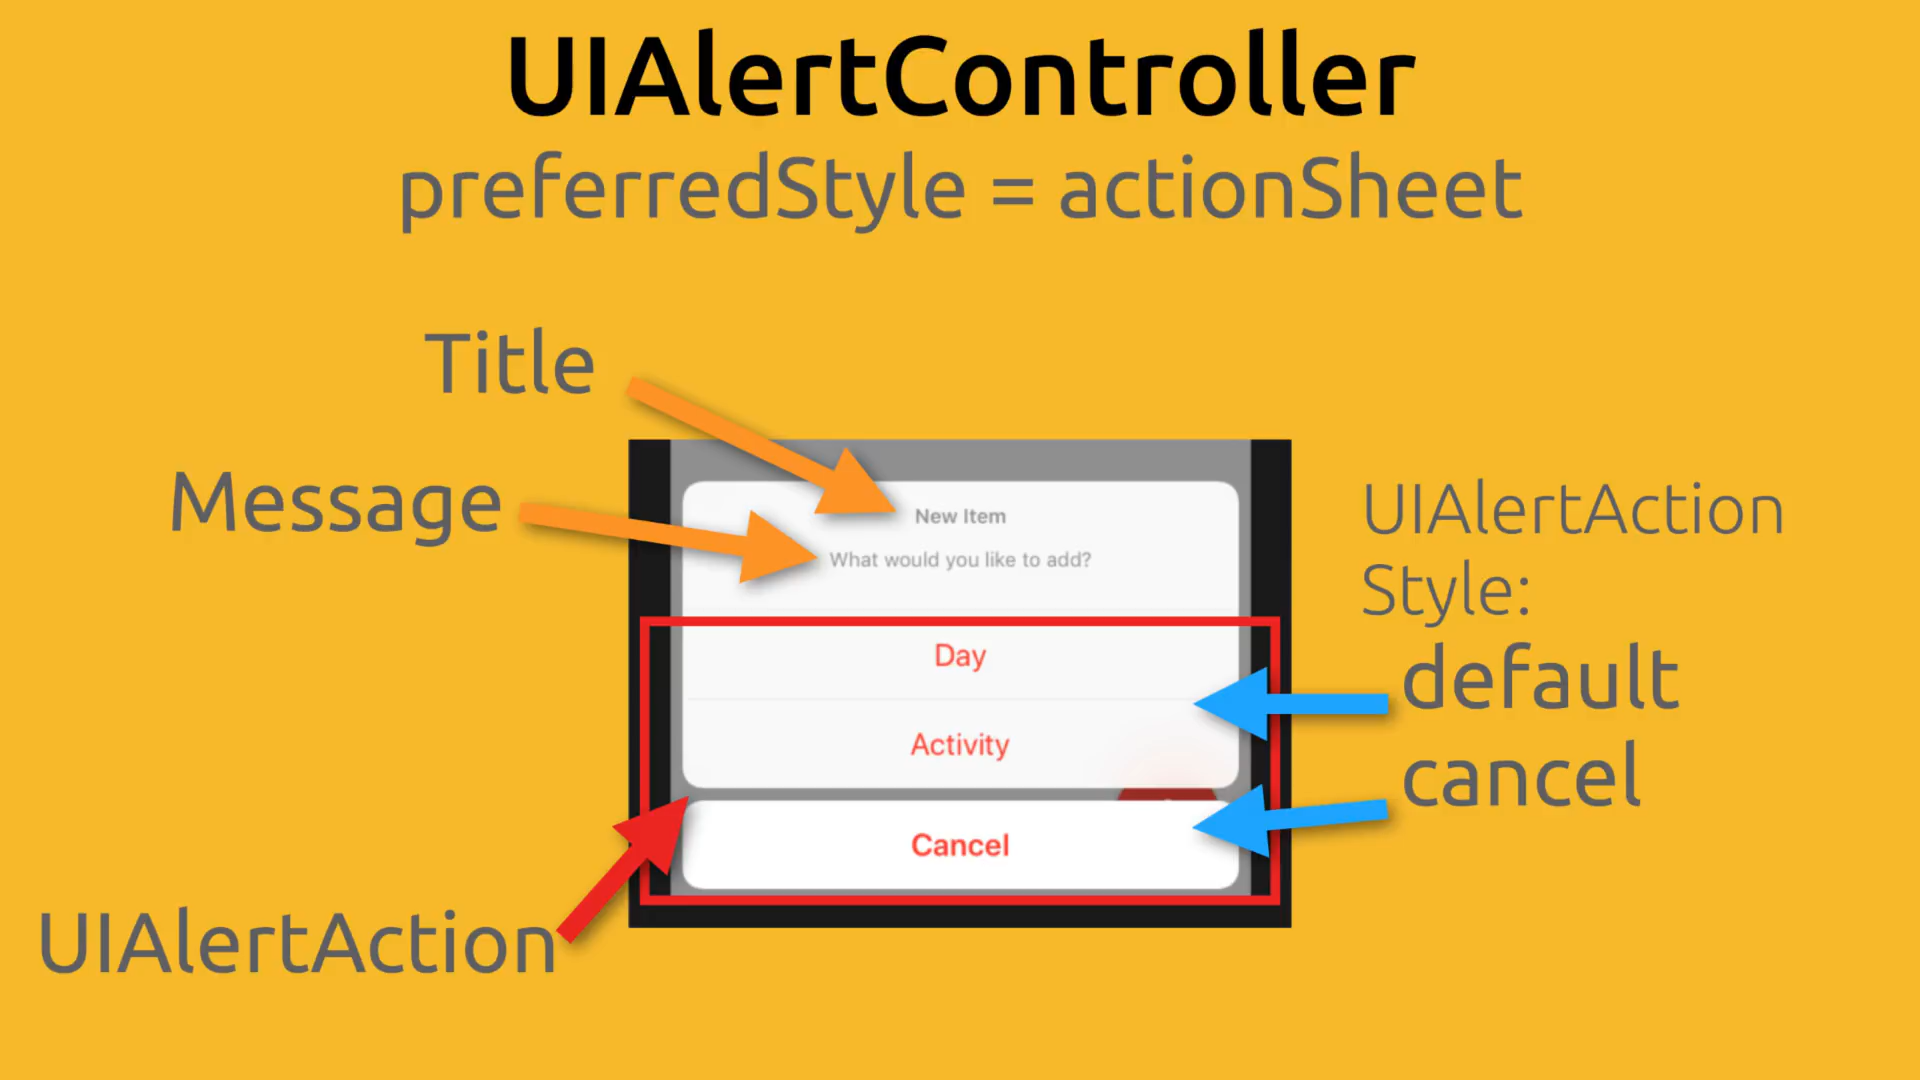 UIAlertController
preferredStyle = actionSheet
Title
Message
New Item
What would you like to add?
Day
Activity
Cancel
UIAlertAction
UIAlertAction
Style:
default
cancel